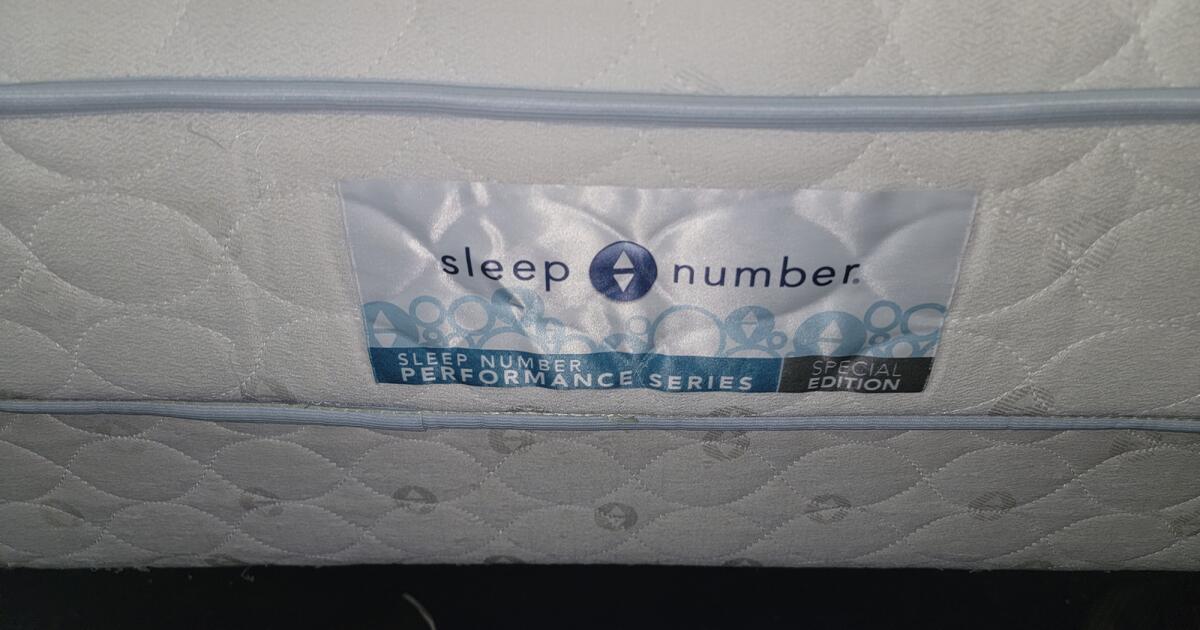 sleep number.
SLEEP NUMBER
PERFORMANCE SERIES
SPECIAL
EDITION